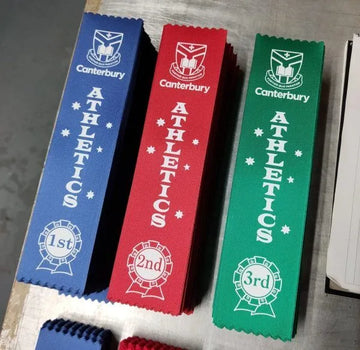 Canterbury
ATHLETICS
1st
Canterbury
ATHLETICS
2nd
Canterbury
ATHLETICS
3rd